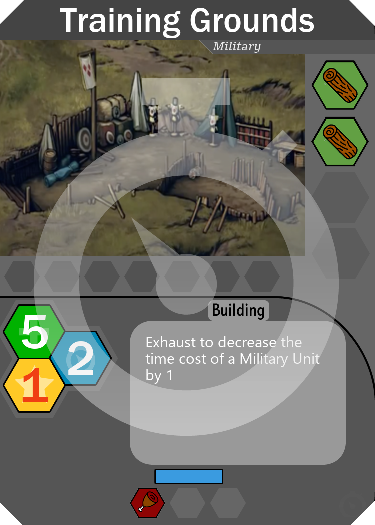 Training Grounds
Military
Building
5
2
1
Exhaust to decrease the
time cost of a Military Unit
by 1